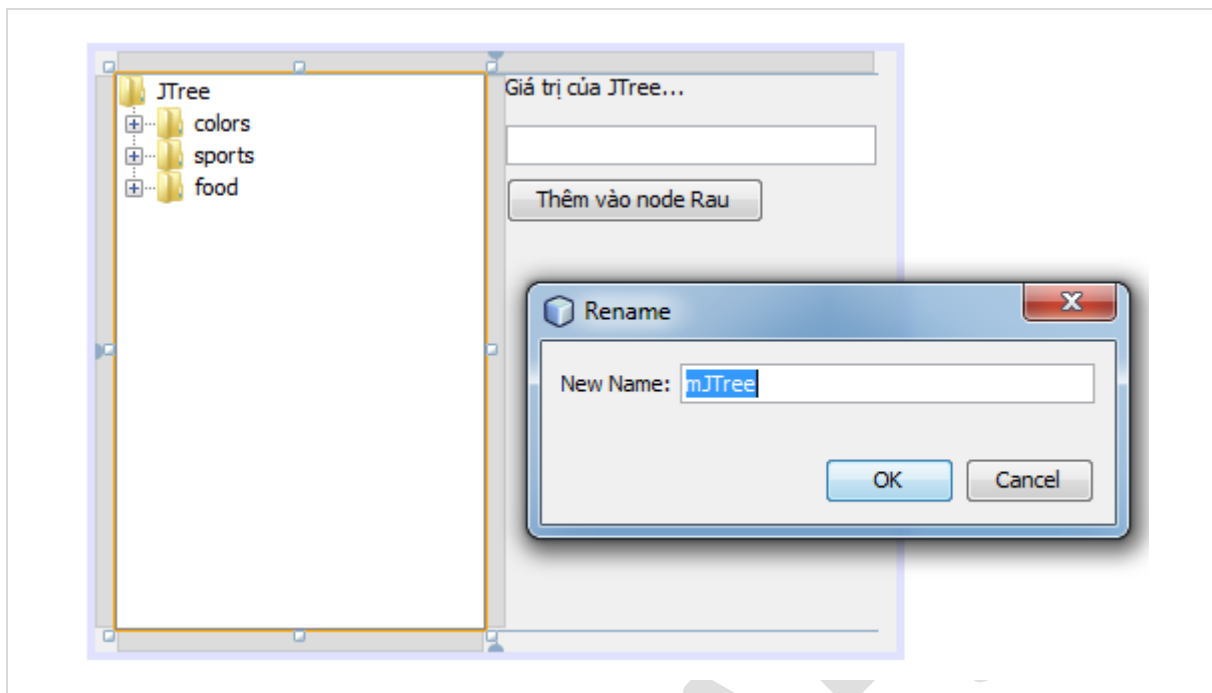 JTree
colors
sports
food
Giá trị của JTree...
Thêm vào node Rau
Rename
New Name: mJTree
OK
Cancel